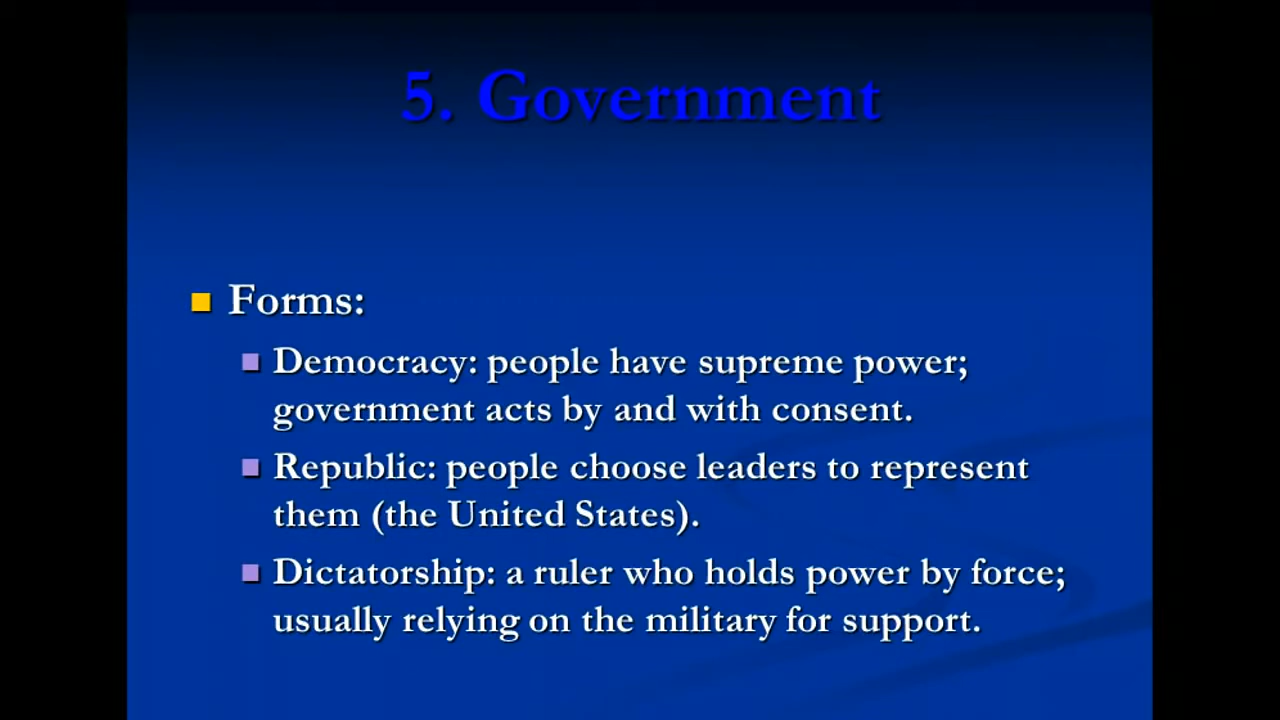 5. Government
Forms:
Democracy: people have supreme power;
government acts by and with consent.
Republic: people choose leaders to represent
them (the United States).
Dictatorship: a ruler who holds power by force;
usually relying on the military for support.